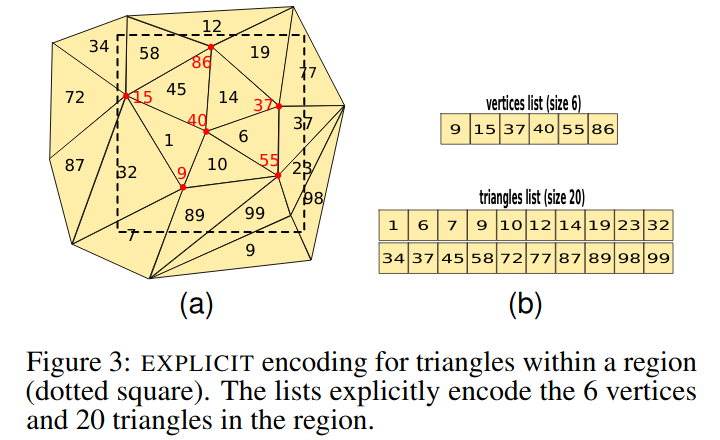 12
34
58
86
19
77
72
15
45
14
37
37
40
1
6
87
32
9
10
55
23
98
89
99
7
9
(a)
vertices list (size 6)
9 15 37 40 55 86
triangles list (size 20)
1 6 7 9 10 12 14 19 23 32
34 37 45 58 72 77 87 89 98 99
(b)
Figure 3: EXPLICIT encoding for triangles within a region
(dotted square). The lists explicitly encode the 6 vertices
and 20 triangles in the region.